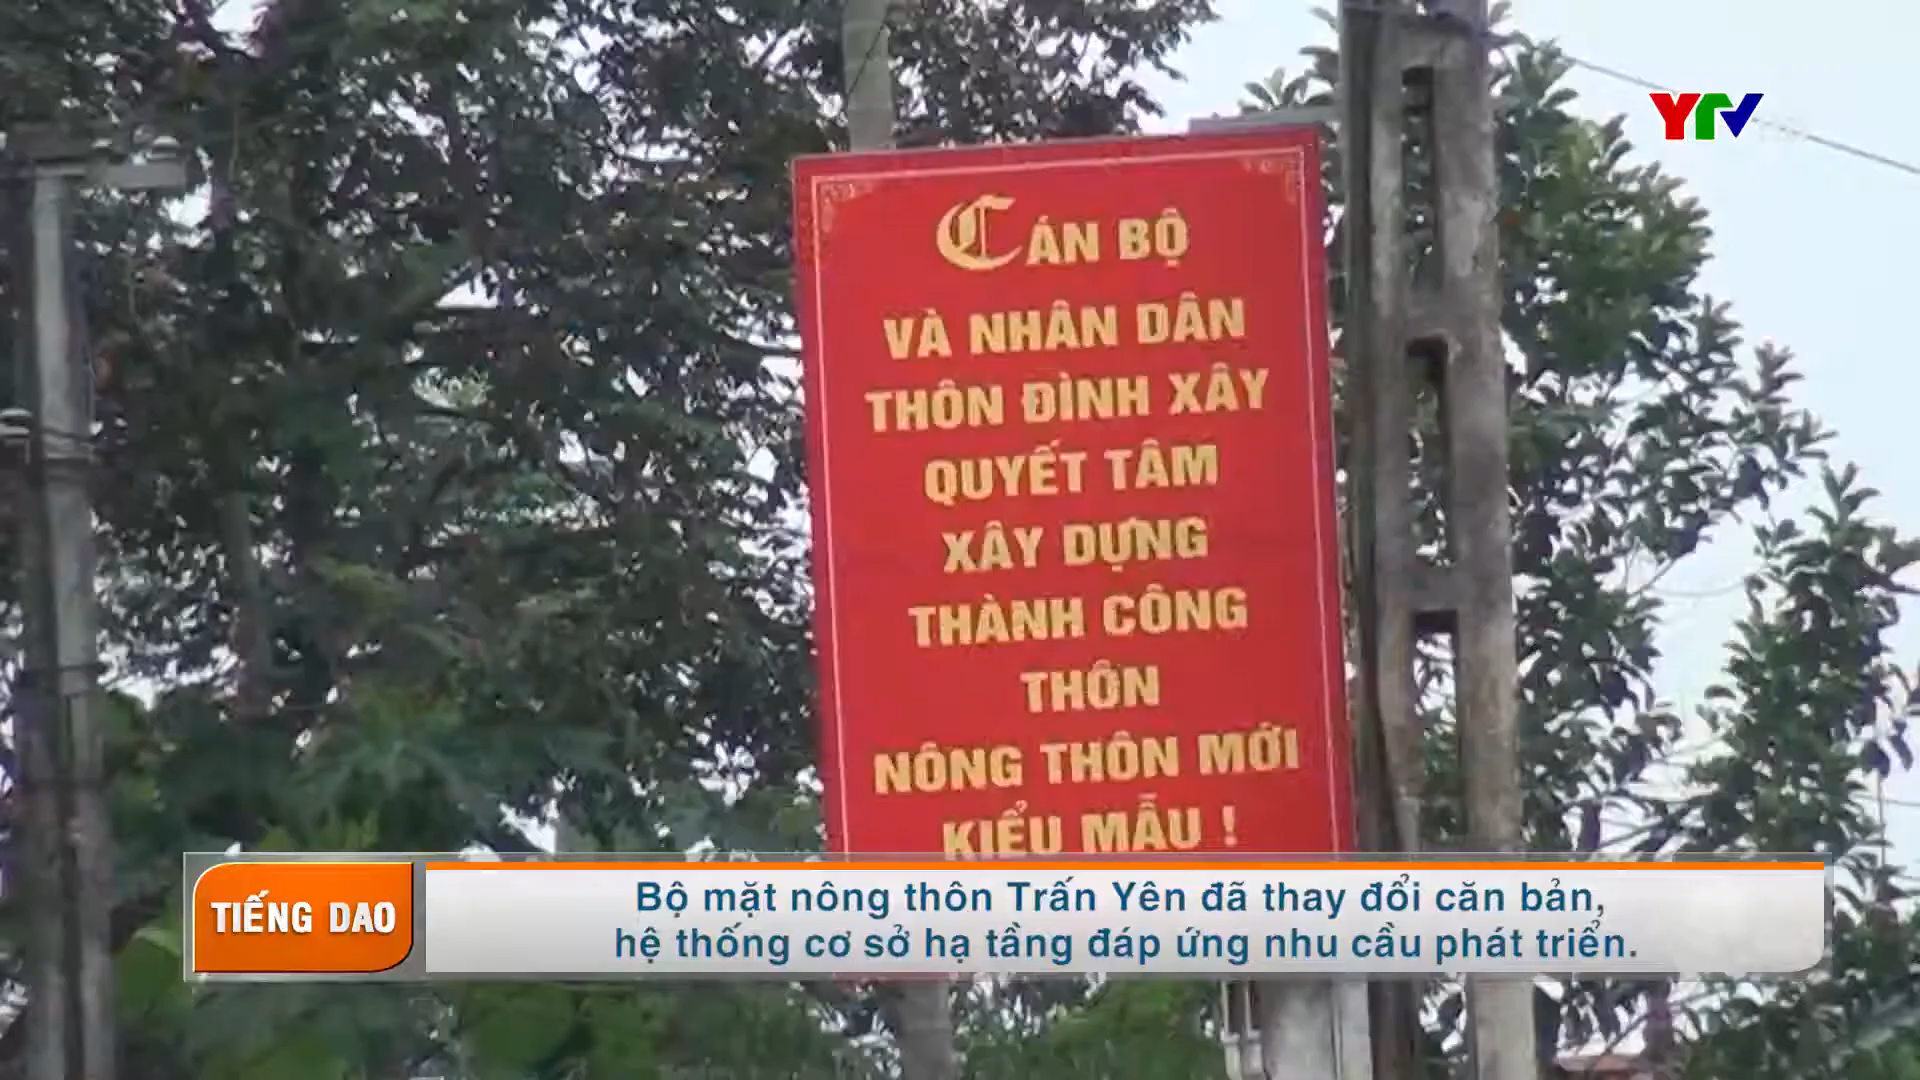 YTV
CÁN BỘ
VÀ NHÂN DÂN
THÔN ĐÌNH XÂY
QUYẾT TÂM
XÂY DỰNG
THÀNH CÔNG
THÔN
NÔNG THÔN MỚI
KIỂU MẪU !
TIẾNG DAO
Bộ mặt nông thôn Trấn Yên đã thay đổi căn bản,
hệ thống cơ sở hạ tầng đáp ứng nhu cầu phát triển.